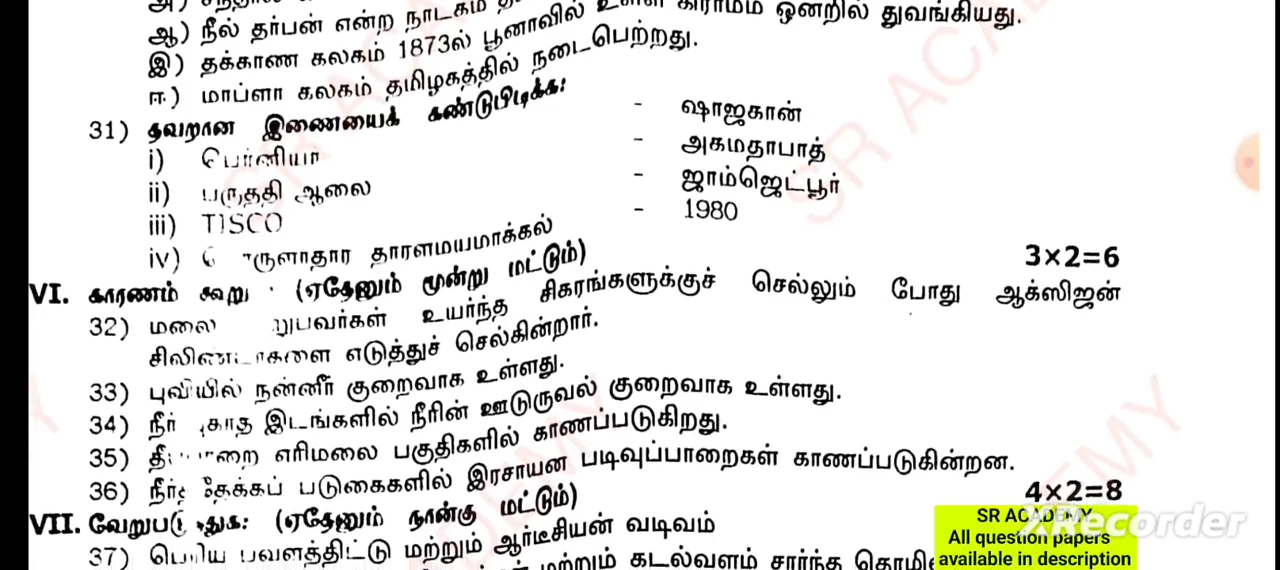 ஆ) நீல் தர்பன் என்ற நாடகம்
இ) தக்காண கலகம் 1873ல் பூனாவில் உள்ள கிராமம் ஒன்றில் துவங்கியது.
ஈ) மாப்ளா கலகம் தமிழகத்தில் நடைபெற்றது.
31) தவறான இணையைக் கண்டுபிடிக்க:
i) பெர்னியர் - ஷாஜகான்
ii) பருத்தி ஆலை - அகமதாபாத்
iii) TISCO - ஜாம்ஜெட்பூர்
iv) தாராளமயமாக்கல் - 1980
VI. காரணம் கூறு : (ஏதேனும் மூன்று மட்டும்) 3×2=6
32) மலை உயர்ந்த சிகரங்களுக்குச் செல்லும் போது ஆக்ஸிஜன்
எடுத்துச் செல்கின்றார்.
33) புவியில் நன்னீர் குறைவாக உள்ளது.
34) நீர் இடங்களில் நீரின் ஊடுருவல் குறைவாக உள்ளது.
35) எரிமலை பகுதிகளில் காணப்படுகிறது.
36) படுகைகளில் இரசாயன படிவுப்பாறைகள் காணப்படுகின்றன.
VII. வேறுபடுத்துக: (ஏதேனும் நான்கு மட்டும்) 4×2=8
37) பெரிய பவளத்திட்டு மற்றும் ஆர்டீசியன் வடிவம்
மற்றும் கடல்வளம் சார்ந்த
SR ACADEMY
All question papers
available in description
XRecorder